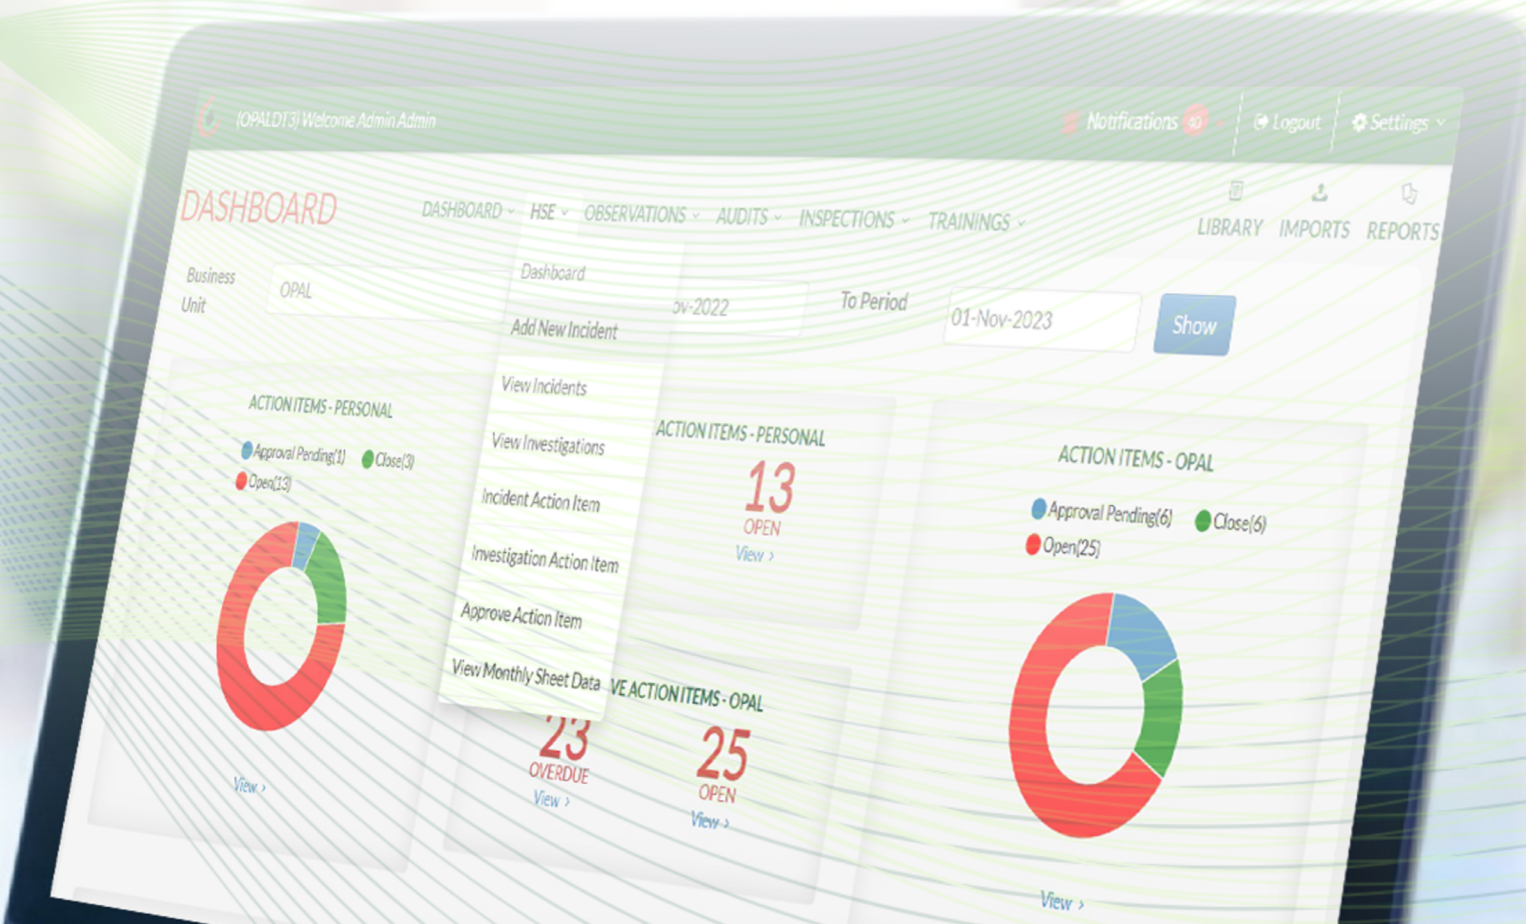 (OPALDT3) Welcome Admin Admin
Notifications 40
Logout
Settings
DASHBOARD
DASHBOARD
HSE
OBSERVATIONS
AUDITS
INSPECTIONS
TRAININGS
LIBRARY
IMPORTS
REPORTS
Business
Unit
OPAL
ov-2022
To Period
01-Nov-2023
Show
Dashboard
Add New Incident
View Incidents
View Investigations
Incident Action Item
Investigation Action Item
Approve Action Item
View Monthly Sheet Data
ACTION ITEMS - PERSONAL
Approval Pending(1)
Close(3)
Open(13)
View >
ACTION ITEMS - PERSONAL
13
OPEN
View >
VE ACTION ITEMS - OPAL
23
OVERDUE
View >
25
OPEN
View >
ACTION ITEMS - OPAL
Approval Pending(6)
Close(6)
Open(25)
View >